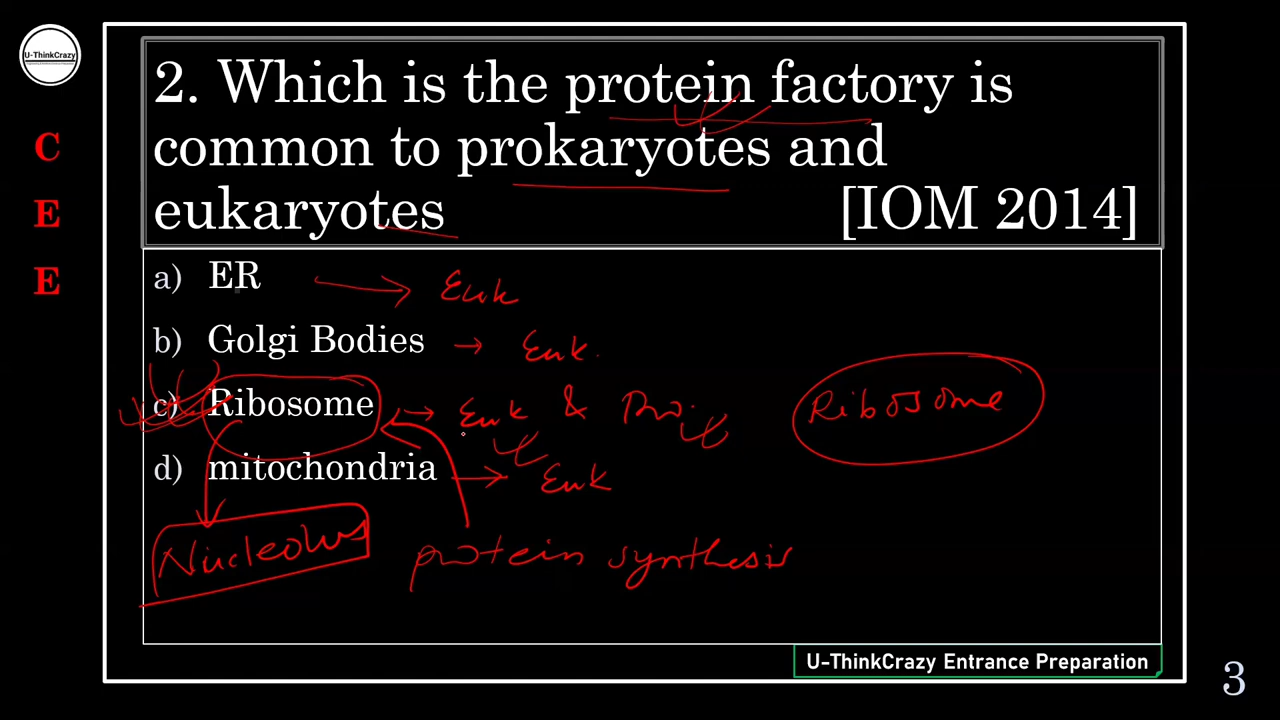 U-ThinkCrazy
C
E
E
2. Which is the protein factory is
common to prokaryotes and
eukaryotes [IOM 2014]
a) ER → Euk
b) Golgi Bodies → Euk.
c) Ribosome → Euk & Pro. Ribosome
d) mitochondria → Euk
Nucleolus protein synthesis
U-ThinkCrazy Entrance Preparation
3